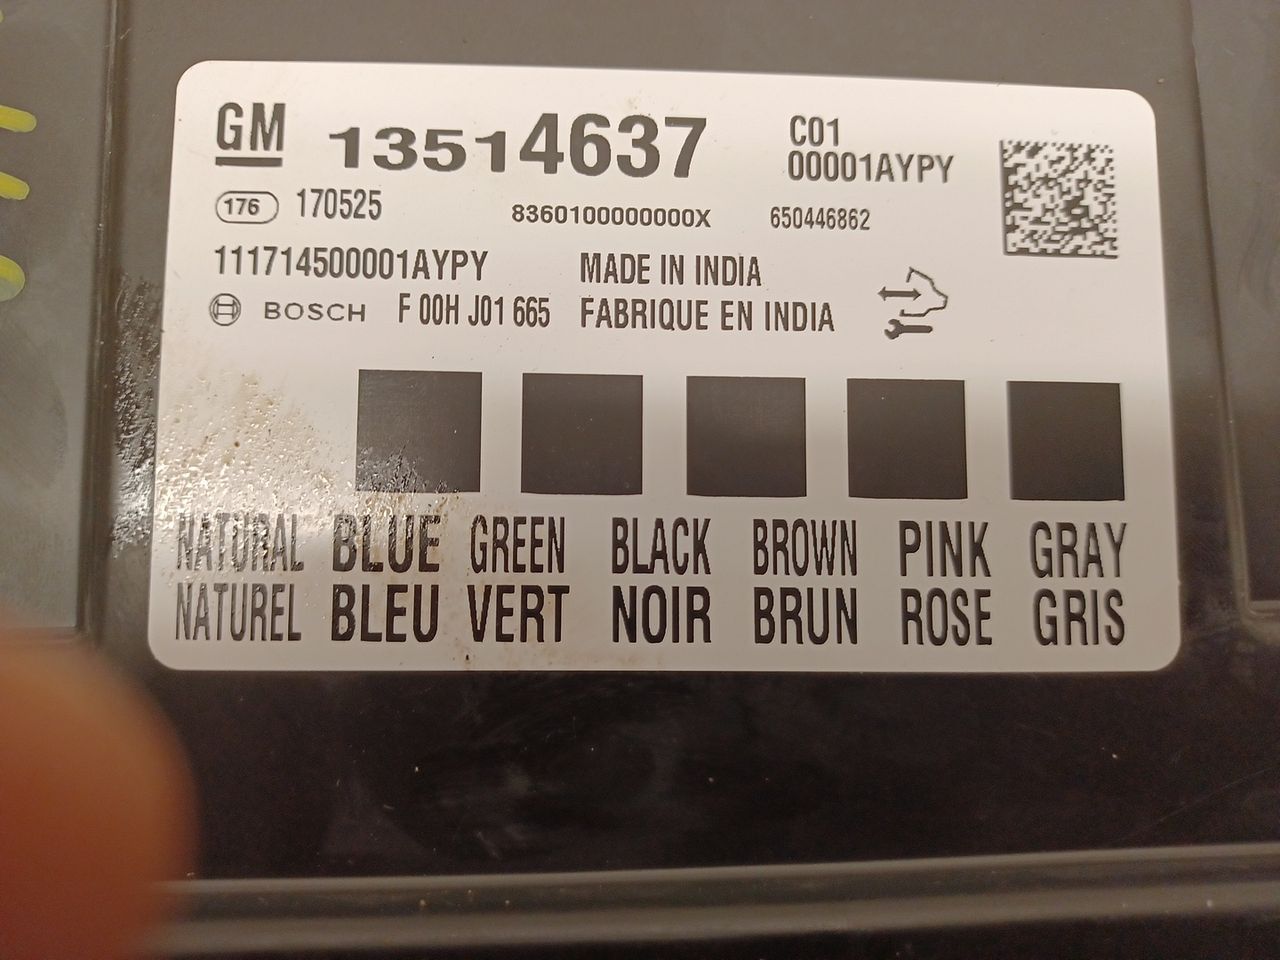 GM 13514637 C01
00001AYPY
176 170525 8360100000000X 650446862
111714500001AYPY MADE IN INDIA
BOSCH F 00H J01 665 FABRIQUE EN INDIA
NATURAL BLUE GREEN BLACK BROWN PINK GRAY
NATUREL BLEU VERT NOIR BRUN ROSE GRIS